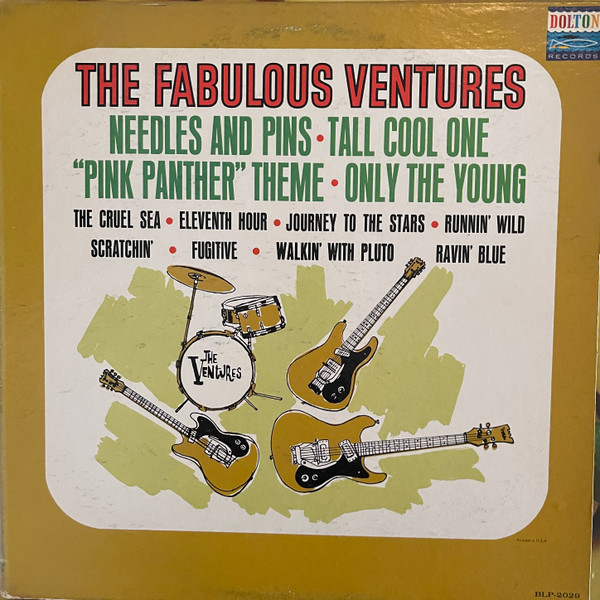 DOLTON
RECORDS
THE FABULOUS VENTURES
NEEDLES AND PINS • TALL COOL ONE
"PINK PANTHER" THEME • ONLY THE YOUNG
THE CRUEL SEA • ELEVENTH HOUR • JOURNEY TO THE STARS • RUNNIN' WILD
SCRATCHIN' • FUGITIVE • WALKIN' WITH PLUTO RAVIN' BLUE
THE
VENTURES
BLP-2029